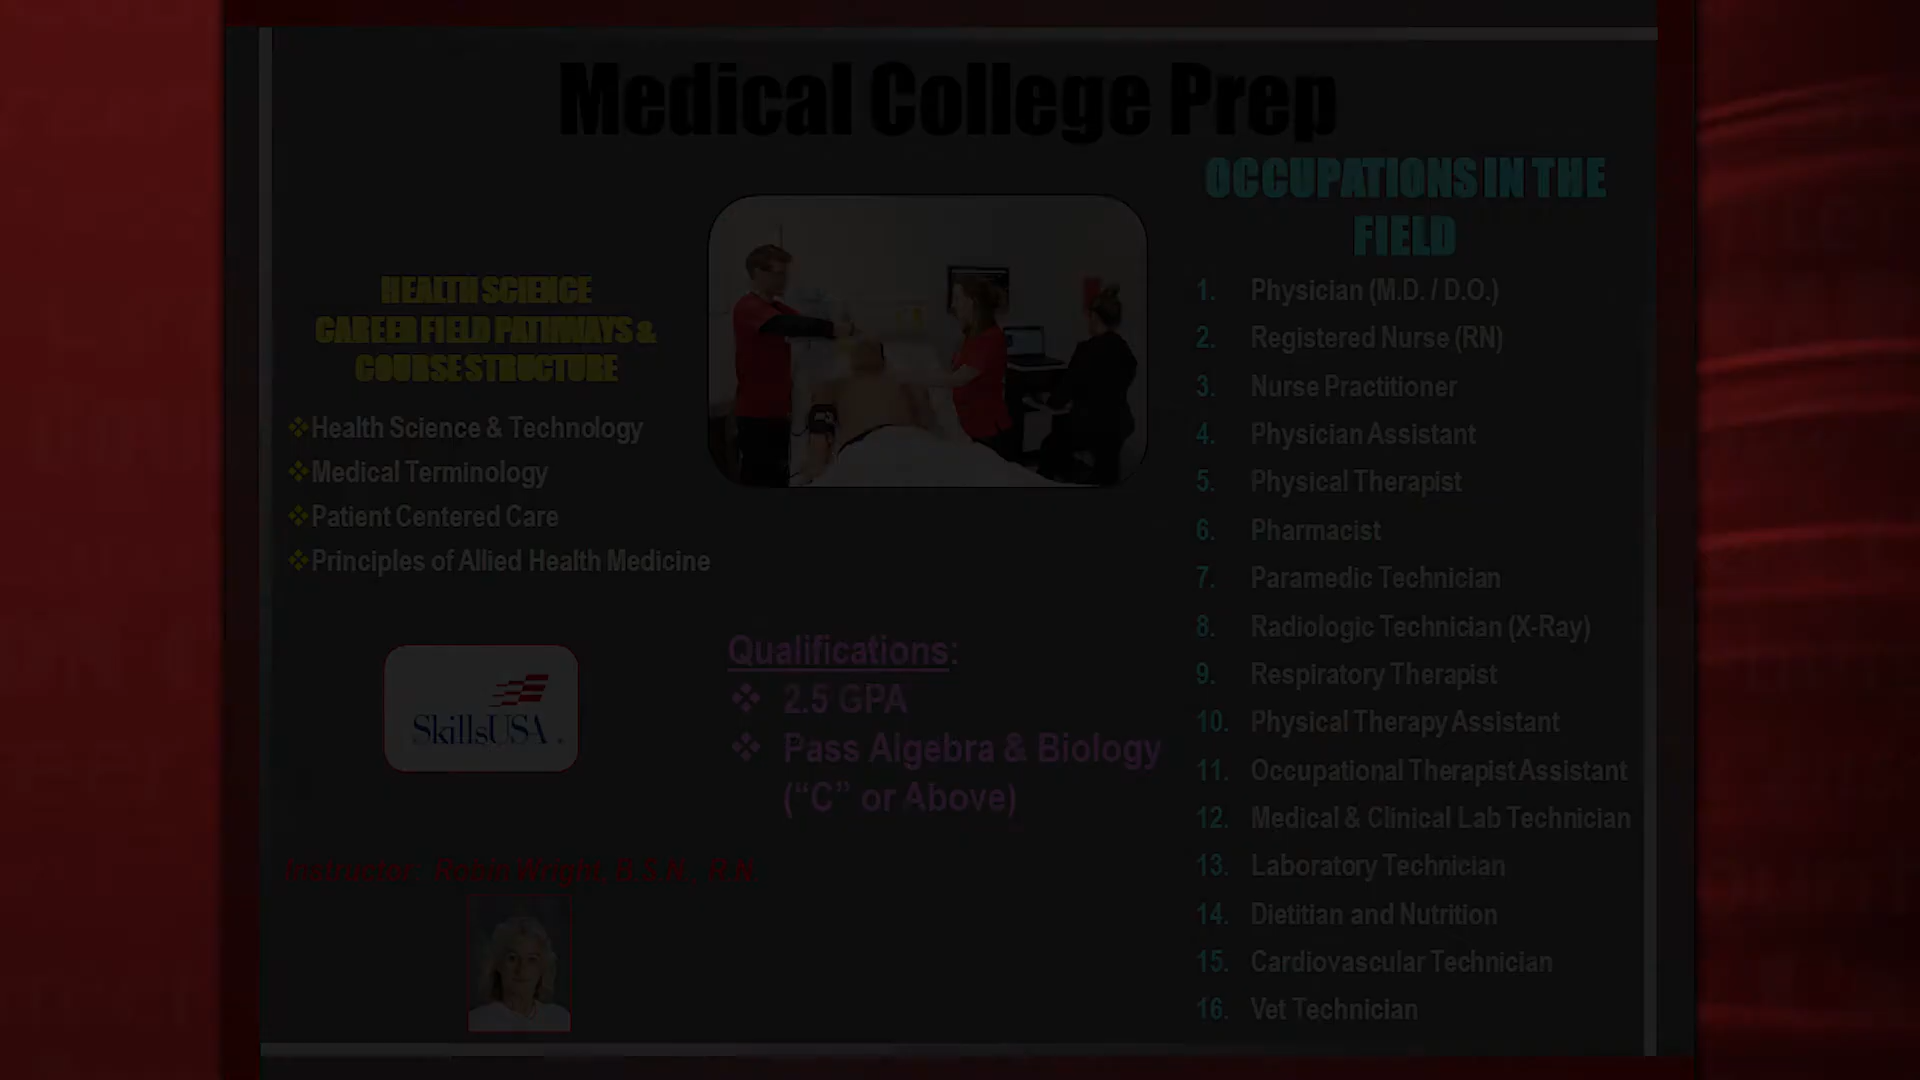 Medical College Prep
HEALTH SCIENCE
CAREER FIELD PATHWAYS &
COURSE STRUCTURE
❖Health Science & Technology
❖Medical Terminology
❖Patient Centered Care
❖Principles of Allied Health Medicine
SkillsUSA
Qualifications:
❖ 2.5 GPA
❖ Pass Algebra & Biology
(“C” or Above)
Instructor: Robin Wright, B.S.N., R.N.
OCCUPATIONS IN THE
FIELD
1. Physician (M.D. / D.O.)
2. Registered Nurse (RN)
3. Nurse Practitioner
4. Physician Assistant
5. Physical Therapist
6. Pharmacist
7. Paramedic Technician
8. Radiologic Technician (X-Ray)
9. Respiratory Therapist
10. Physical Therapy Assistant
11. Occupational Therapist Assistant
12. Medical & Clinical Lab Technician
13. Laboratory Technician
14. Dietitian and Nutrition
15. Cardiovascular Technician
16. Vet Technician